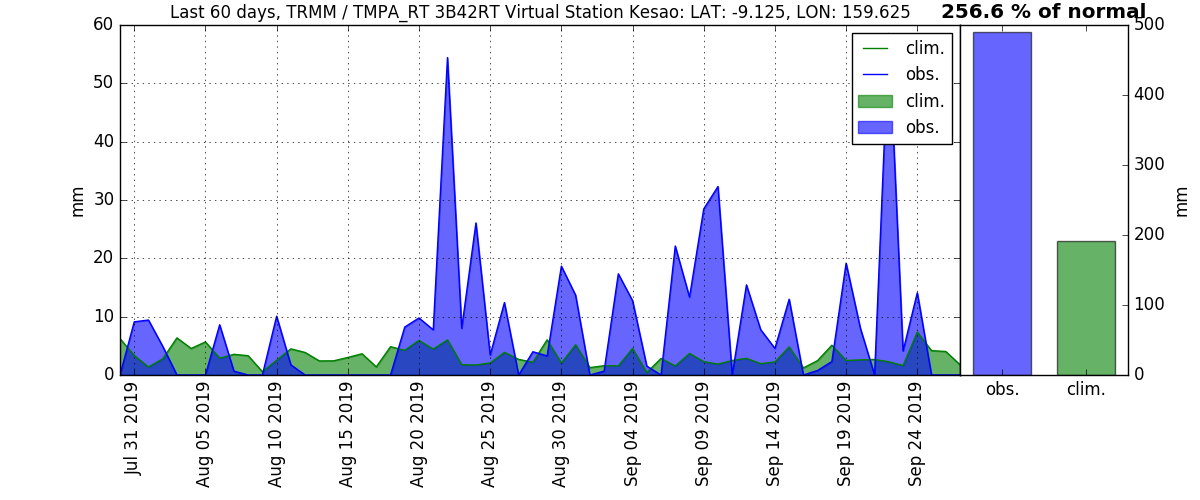 Last 60 days, TRMM / TMPA_RT 3B42RT Virtual Station Kesao: LAT: -9.125, LON: 159.625
256.6 % of normal
60
50
40
30
20
10
0
mm
clim.
obs.
clim.
obs.
500
400
300
200
100
0
mm
obs.
clim.
Jul 31 2019
Aug 05 2019
Aug 10 2019
Aug 15 2019
Aug 20 2019
Aug 25 2019
Aug 30 2019
Sep 04 2019
Sep 09 2019
Sep 14 2019
Sep 19 2019
Sep 24 2019